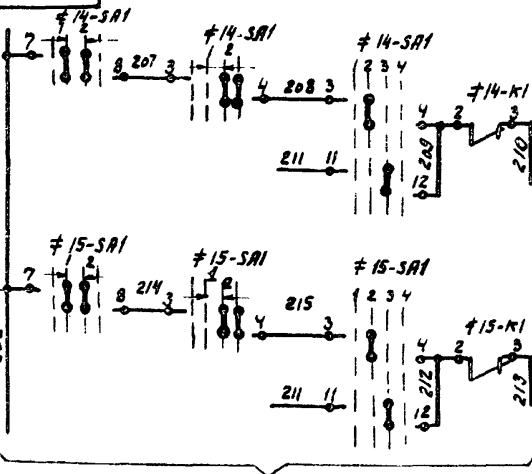 ≠14-SA1
7 1 2
8 207 3
≠14-SA1
1 2
4 208 3
≠14-SA1
1 2 3 4
211 11
4 2
209
12
≠14-K1
3
210
≠15-SA1
7 1 2
8 214 3
≠15-SA1
1 2
4 215 3
≠15-SA1
1 2 3 4
211 11
4 2
212
12
≠15-K1
3
213